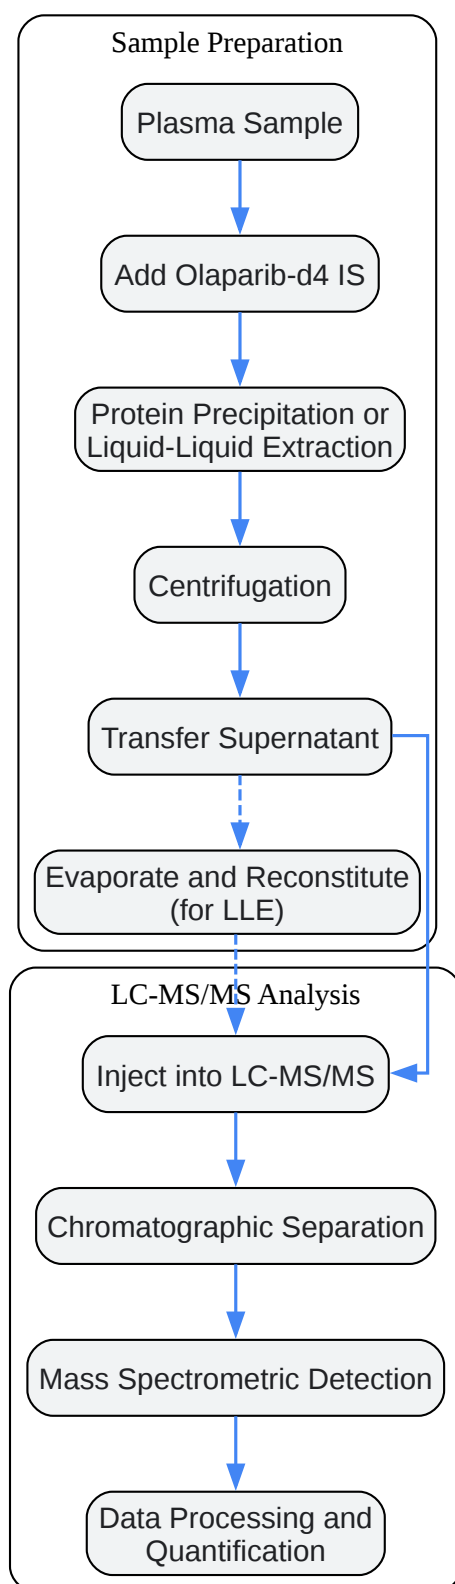 Sample Preparation
Plasma Sample
Add Olaparib-d4 IS
Protein Precipitation or
Liquid-Liquid Extraction
Centrifugation
Transfer Supernatant
Evaporate and Reconstitute
(for LLE)
LC-MS/MS Analysis
Inject into LC-MS/MS
Chromatographic Separation
Mass Spectrometric Detection
Data Processing and
Quantification